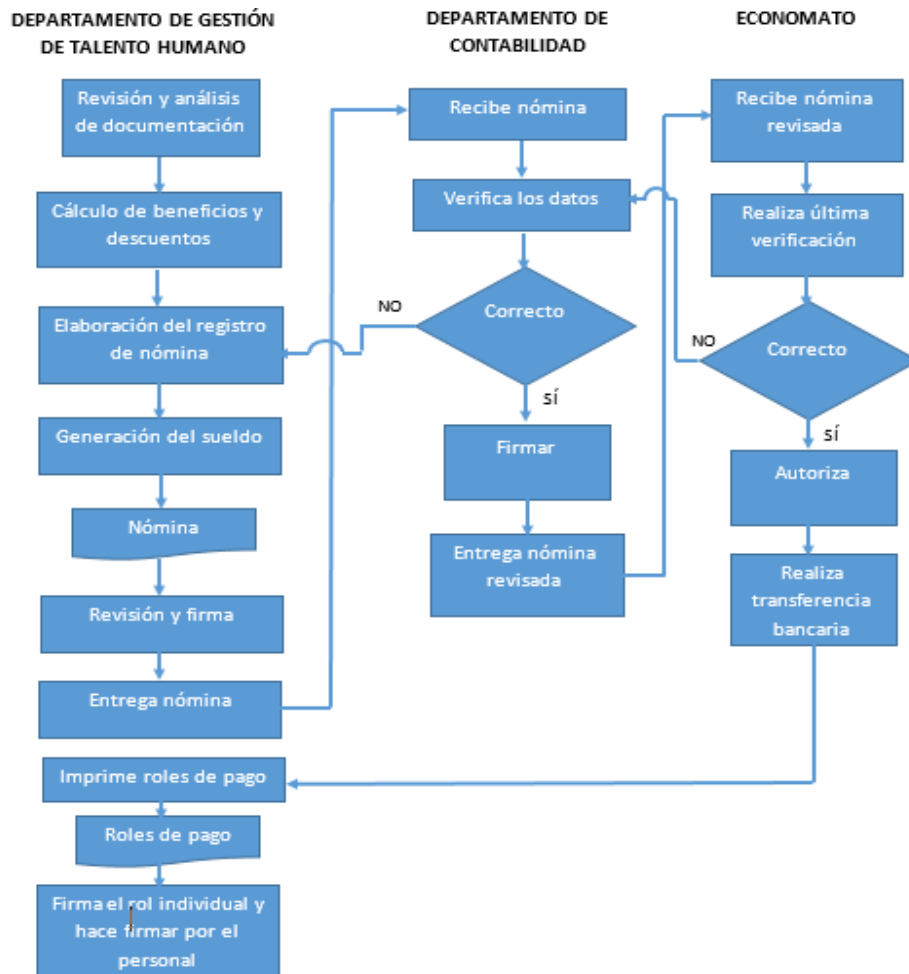 DEPARTAMENTO DE GESTIÓN
DE TALENTO HUMANO
Revisión y análisis
de documentación
Cálculo de beneficios y
descuentos
Elaboración del registro
de nómina
Generación del sueldo
Nómina
Revisión y firma
Entrega nómina
Imprime roles de pago
Roles de pago
Firma el rol individual y
hace firmar por el
personal
DEPARTAMENTO DE
CONTABILIDAD
Recibe nómina
Verifica los datos
NO
Correcto
SÍ
Firmar
Entrega nómina
revisada
ECONOMATO
Recibe nómina
revisada
Realiza última
verificación
NO
Correcto
SÍ
Autoriza
Realiza
transferencia
bancaria